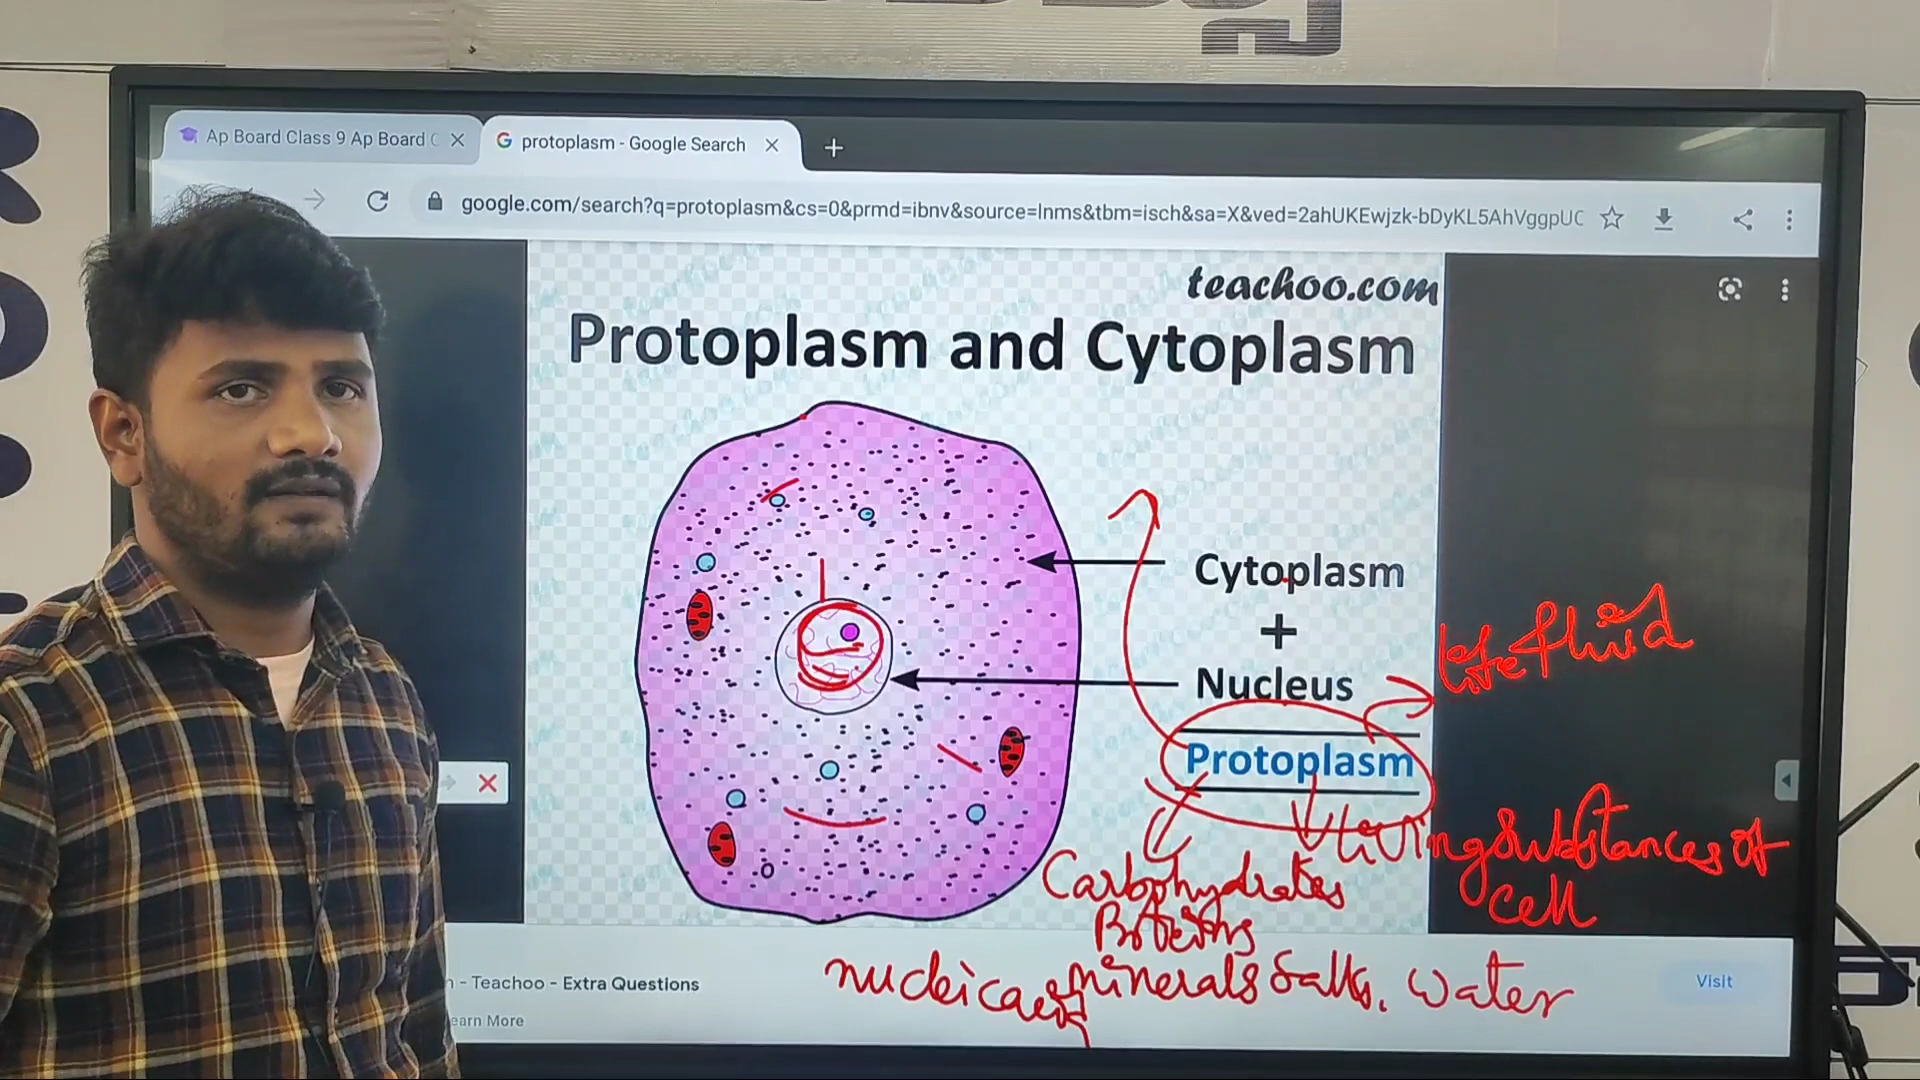 Ap Board Class 9 Ap Board
protoplasm - Google Search
google.com/search?q=protoplasm&cs=0&prmd=ibnv&source=lnms&tbm=isch&sa=X&ved=2ahUKEwjzk-bDyKL5AhVggpUC
teachoo.com
Protoplasm and Cytoplasm
Cytoplasm
+
Nucleus
life fluid
Protoplasm
living substances of
cell
Carbohydrates
Proteins
nucleic acid minerals salts. water
- Teachoo - Extra Questions
Visit
earn More